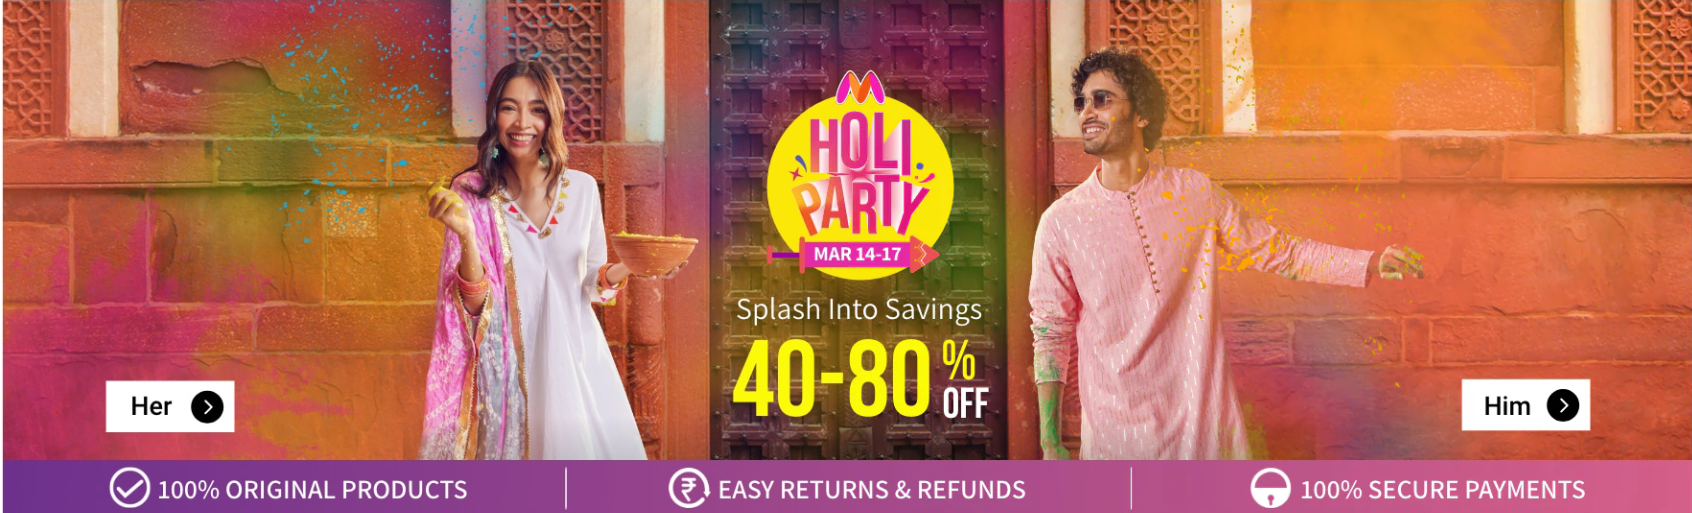 HOLI
PARTY
MAR 14-17
Splash Into Savings
40-80% OFF
Her
Him
100% ORIGINAL PRODUCTS
EASY RETURNS & REFUNDS
100% SECURE PAYMENTS